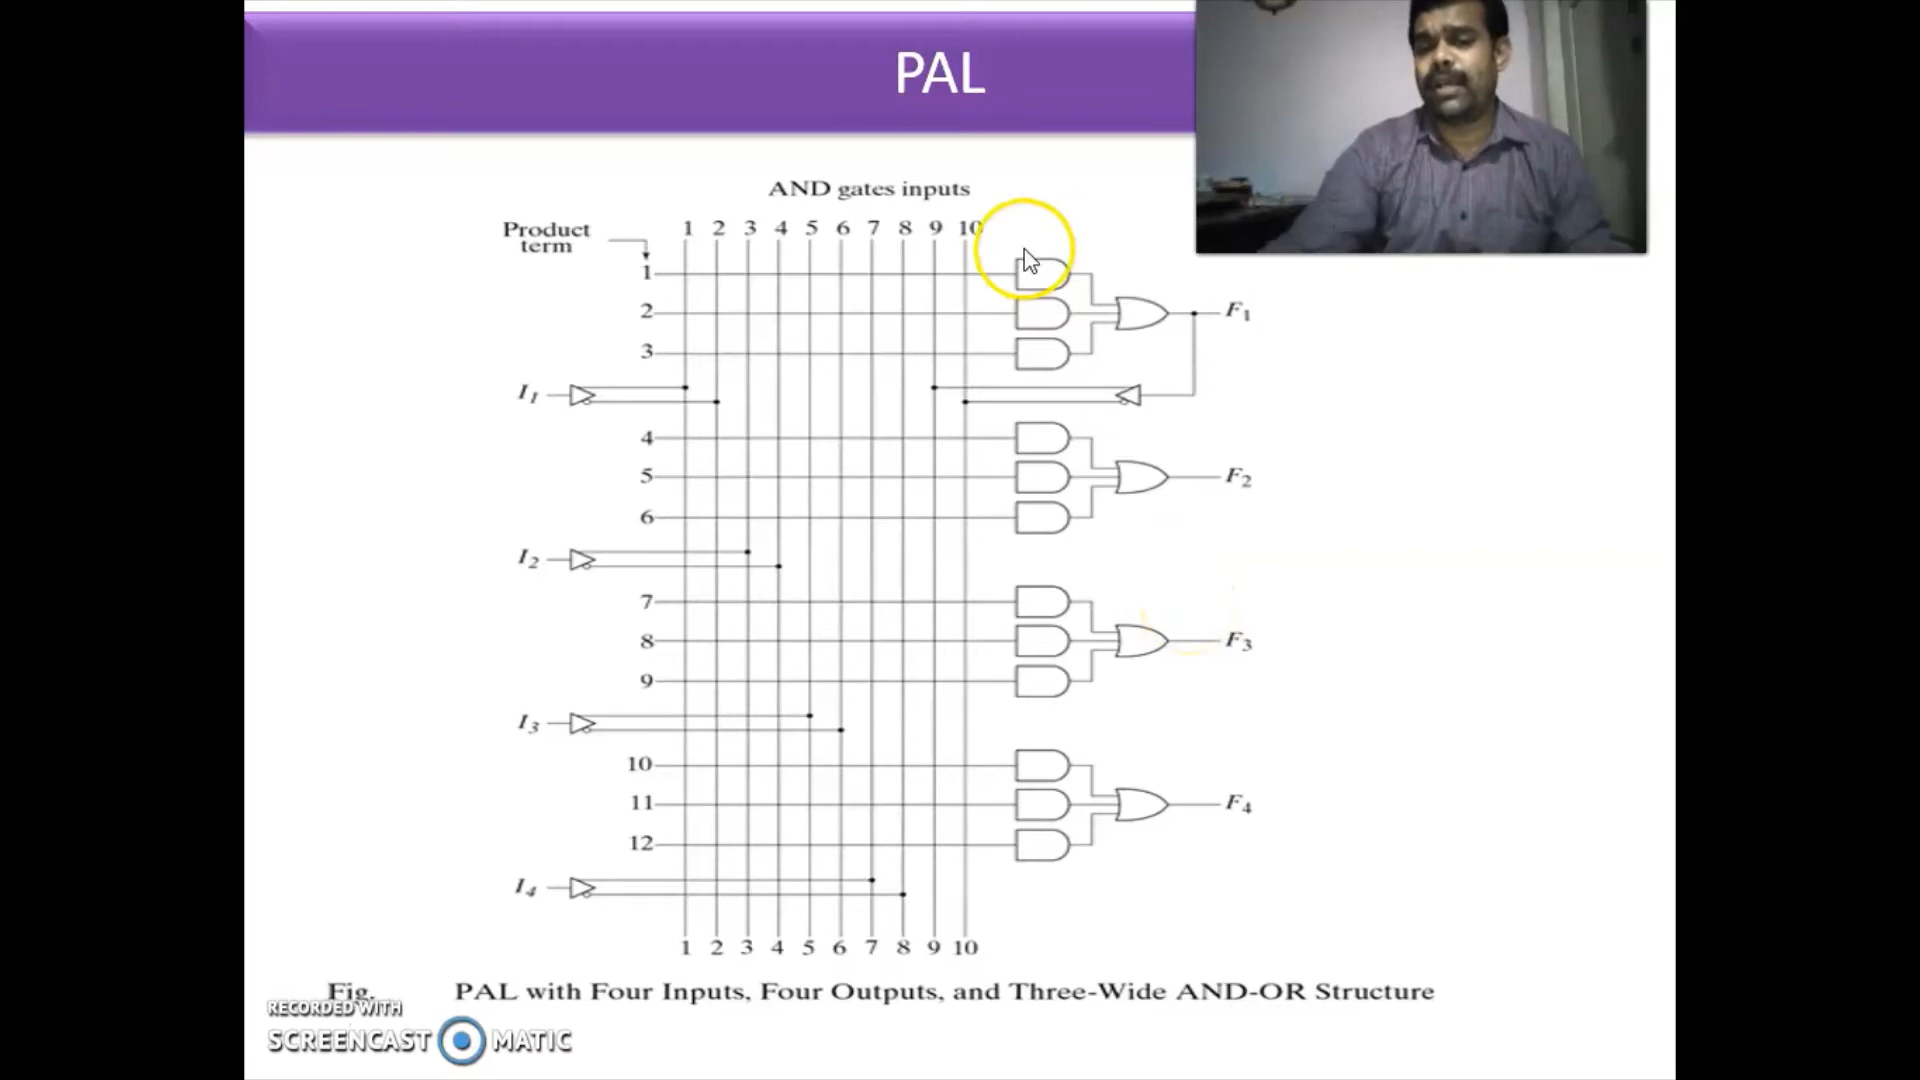 PAL
AND gates inputs
Product
term
1 2 3 4 5 6 7 8 9 10
1
2
3
F1
I1
4
5
6
F2
I2
7
8
9
F3
I3
10
11
12
F4
I4
1 2 3 4 5 6 7 8 9 10
Fig. PAL with Four Inputs, Four Outputs, and Three-Wide AND-OR Structure
RECORDED WITH
SCREENCAST MATIC